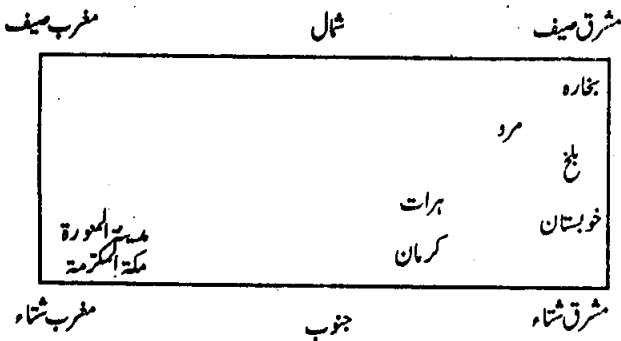 مشرق صیف شمال مغرب صیف
بخاره
مرو
بلخ
ہرات
خوبستان
مدینۃ المنورۃ
کرمان
مکۃ المکرمۃ
مشرق شتاء جنوب مغرب شتاء